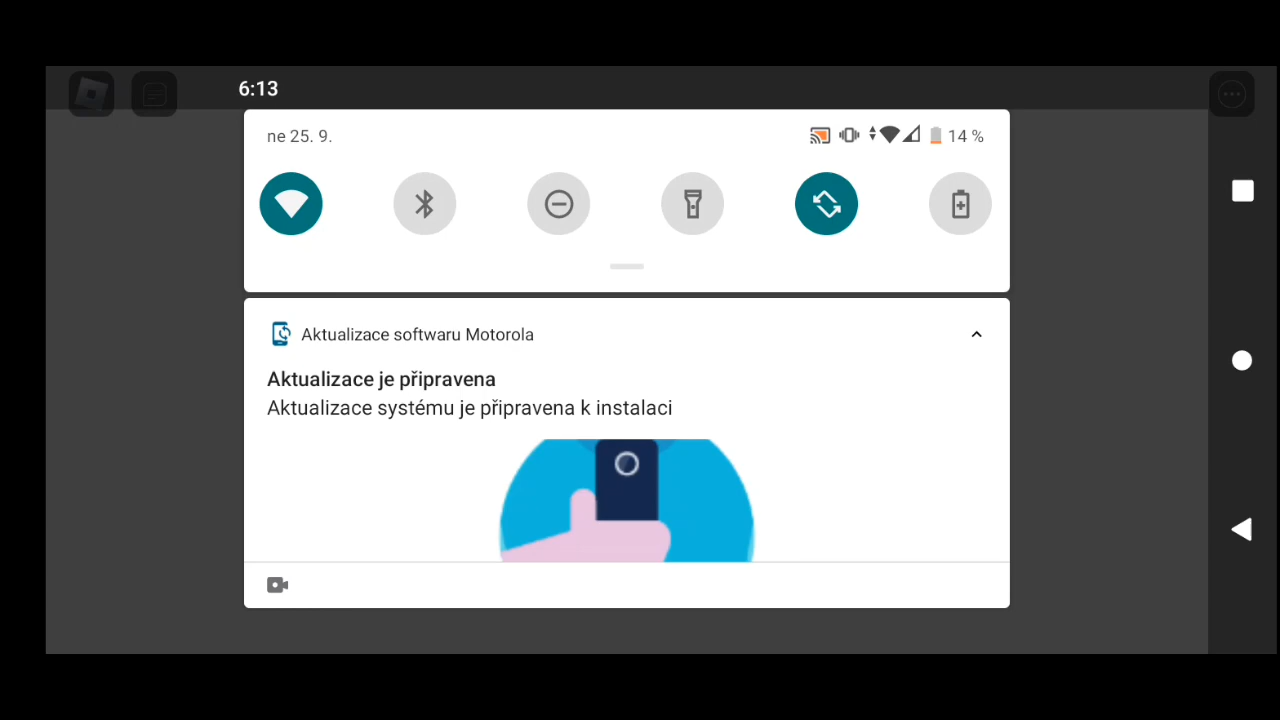 6:13
ne 25. 9.
14 %
Aktualizace softwaru Motorola
Aktualizace je připravena
Aktualizace systému je připravena k instalaci